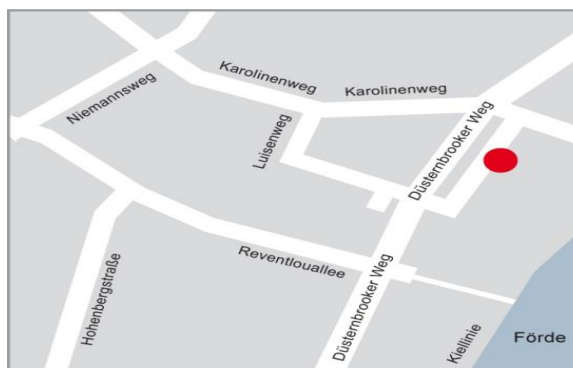 Karolinenweg
Karolinenweg
Niemannsweg
Luisenweg
Düsternbrooker Weg
Reventlouallee
Hohenbergstraße
Düsternbrooker Weg
Kiellinie
Förde